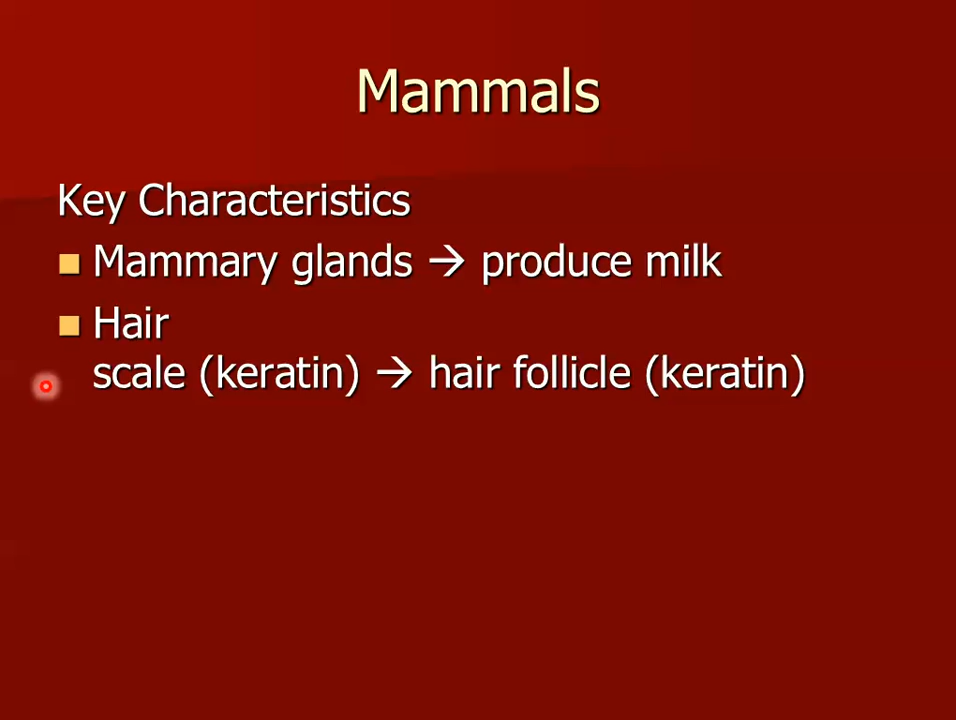 Mammals
Key Characteristics
Mammary glands → produce milk
Hair
scale (keratin) → hair follicle (keratin)